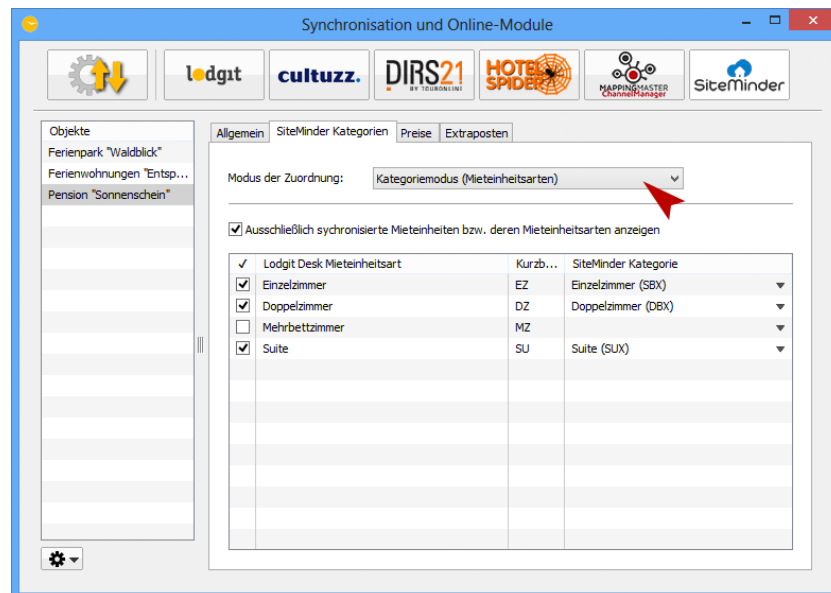 Synchronisation und Online-Module
lodgıt
cultuzz.
DIRS21
BY TOURONLINE
HOTEL
SPIDER
MAPPINGMASTER
ChannelManager
SiteMinder
Objekte
Ferienpark "Waldblick"
Ferienwohnungen "Entsp...
Pension "Sonnenschein"
Allgemein SiteMinder Kategorien Preise Extraposten
Modus der Zuordnung: Kategoriemodus (Mieteinheitsarten)
Ausschließlich sychronisierte Mieteinheiten bzw. deren Mieteinheitsarten anzeigen
✓ Lodgit Desk Mieteinheitsart Kurzb... SiteMinder Kategorie
Einzelzimmer EZ Einzelzimmer (SBX)
Doppelzimmer DZ Doppelzimmer (DBX)
Mehrbettzimmer MZ
Suite SU Suite (SUX)